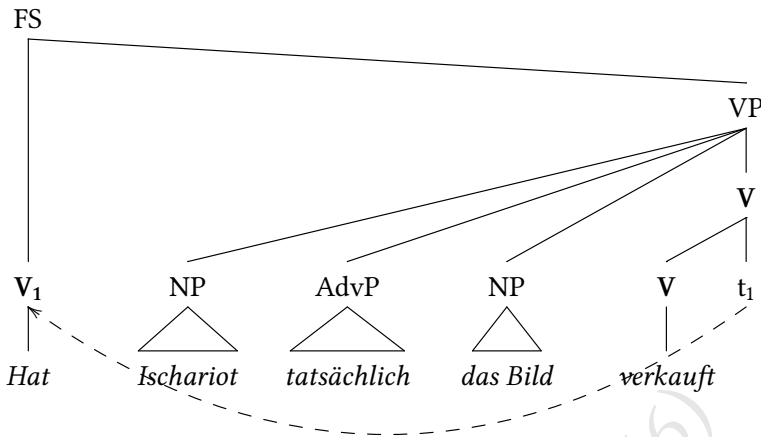 FS
VP
V
V₁ NP AdvP NP V t₁
Hat Ischariot tatsächlich das Bild verkauft